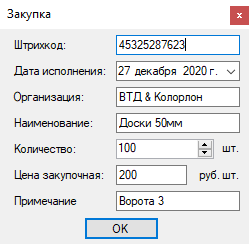 Закупка
Штрихкод: 45325287623
Дата исполнения: 27 декабря 2020 г.
Организация: ВТД & Колорлон
Наименование: Доски 50мм
Количество: 100 шт.
Цена закупочная: 200 руб. шт.
Примечание Ворота 3
OK